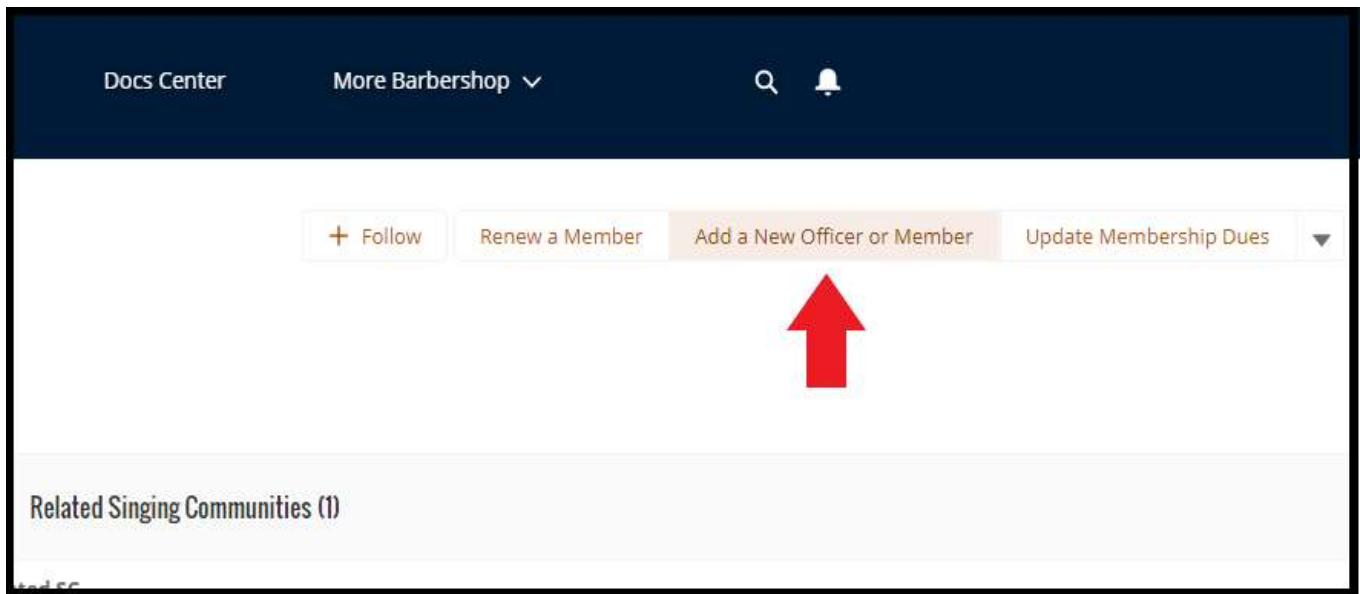 Docs Center More Barbershop
+ Follow Renew a Member Add a New Officer or Member Update Membership Dues
Related Singing Communities (1)